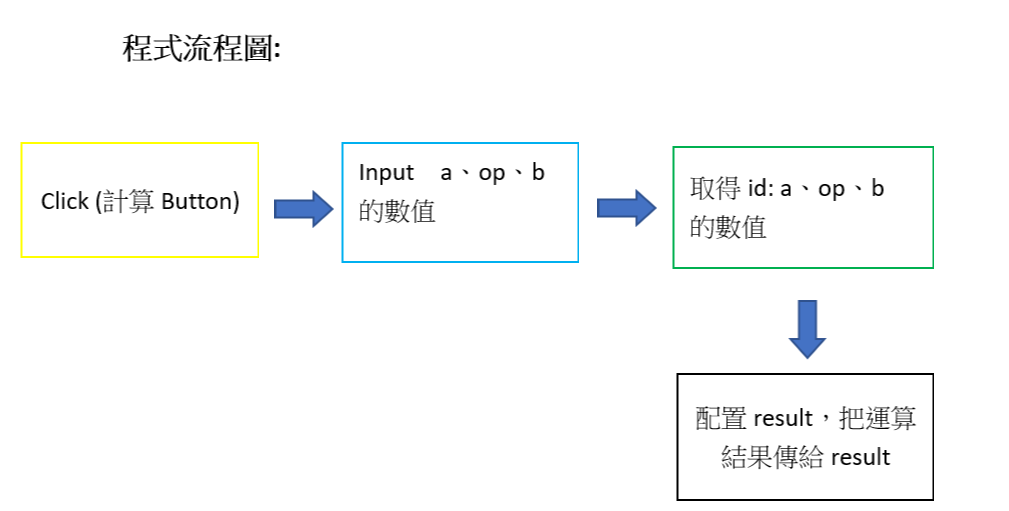 程式流程圖:
Click (計算 Button)
Input a、op、b
的數值
取得 id: a、op、b
的數值
配置 result，把運算
結果傳給 result